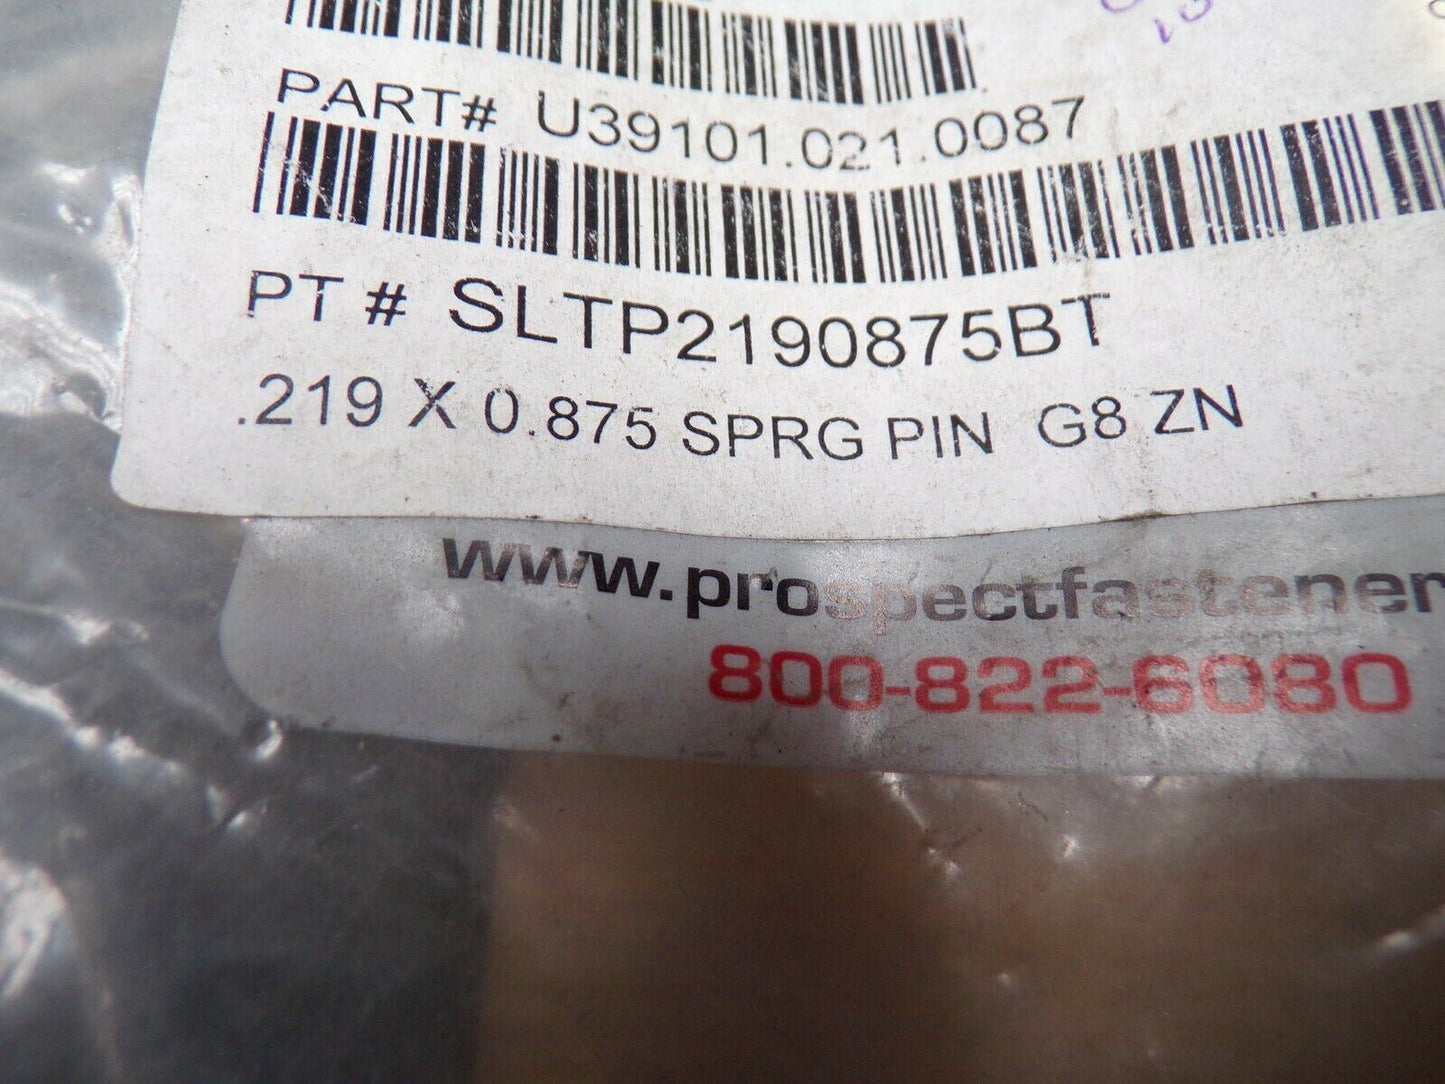 PART# U39101.021.0087
PT # SLTP2190875BT
.219 X 0.875 SPRG PIN G8 ZN
www.prospectfastener
800-822-6080